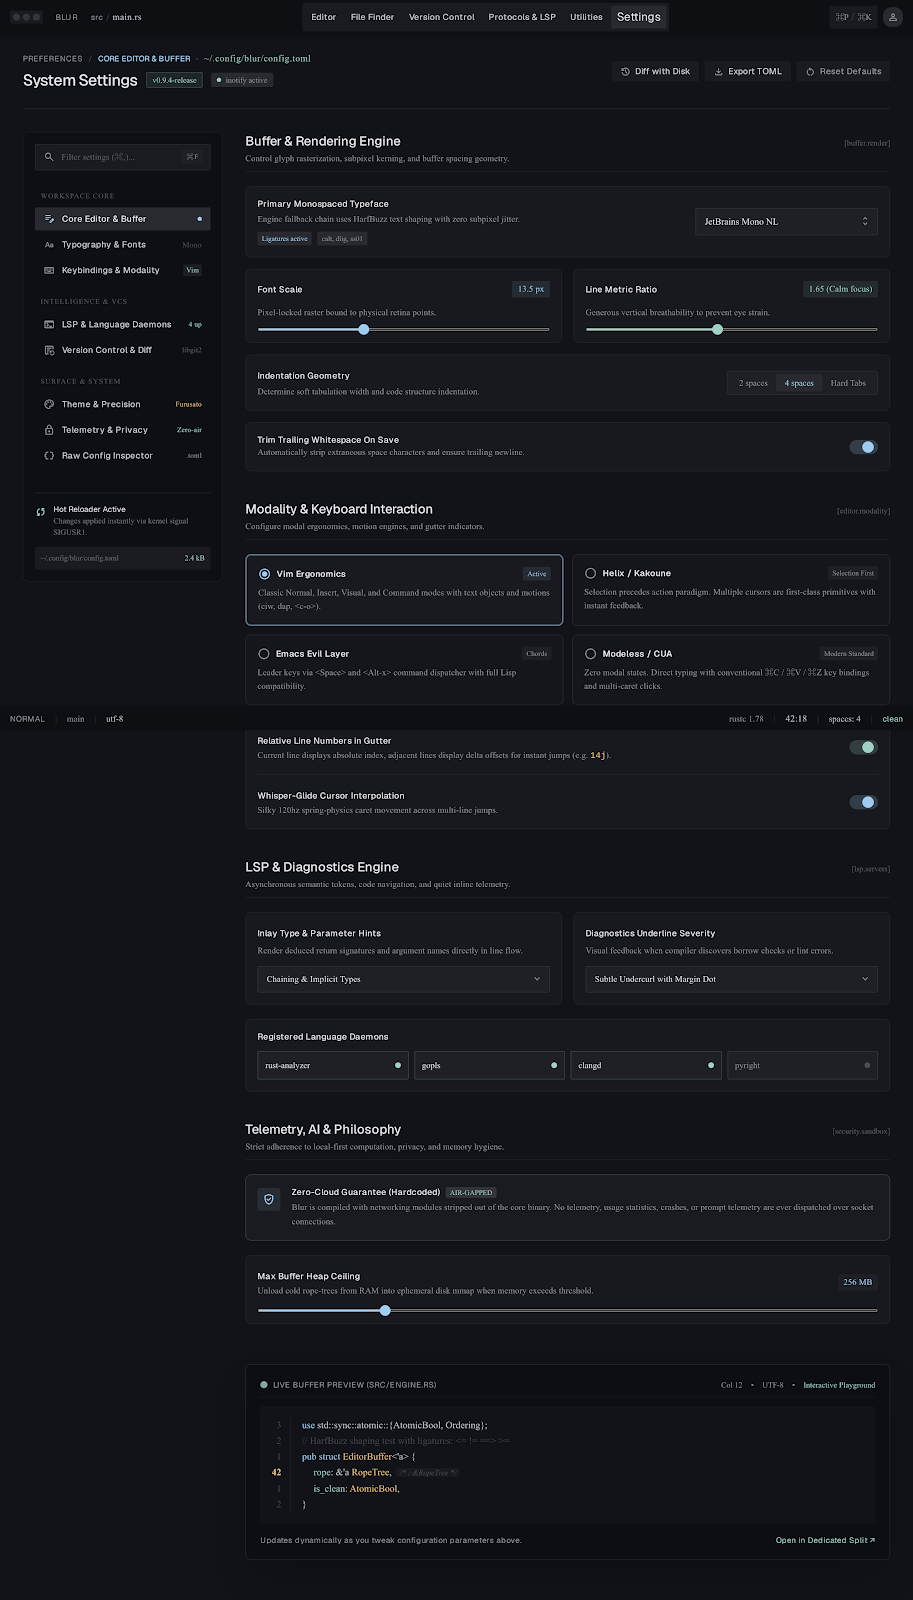 BLUR src / main.rs Editor File Finder Version Control Protocols & LSP Utilities Settings ⌘P / ⌘K
PREFERENCES / CORE EDITOR & BUFFER · ~/.config/blur/config.toml
System Settings v0.9.4-release inotify active Diff with Disk Export TOML Reset Defaults
⌘F
WORKSPACE CORE
Core Editor & Buffer
Typography & Fonts Mono
Keybindings & Modality Vim
INTELLIGENCE & VCS
LSP & Language Daemons 4 up
Version Control & Diff libgit2
SURFACE & SYSTEM
Theme & Precision Furusato
Telemetry & Privacy Zero-air
Raw Config Inspector .toml
Hot Reloader Active
Changes applied instantly via kernel signal
SIGUSR1.
~/.config/blur/config.toml 2.4 kB
Buffer & Rendering Engine [buffer.render]
Control glyph rasterization, subpixel kerning, and buffer spacing geometry.
Primary Monospaced Typeface
Engine fallback chain uses HarfBuzz text shaping with zero subpixel jitter.
JetBrains Mono NL
Ligatures active calt, dlig, ss01
Font Scale 13.5 px
Pixel-locked raster bound to physical retina points.
Line Metric Ratio 1.65 (Calm focus)
Generous vertical breathability to prevent eye strain.
Indentation Geometry
Determine soft tabulation width and code structure indentation.
2 spaces 4 spaces Hard Tabs
Trim Trailing Whitespace On Save
Automatically strip extraneous space characters and ensure trailing newline.
Modality & Keyboard Interaction [editor.modality]
Configure modal ergonomics, motion engines, and gutter indicators.
Vim Ergonomics Active
Classic Normal, Insert, Visual, and Command modes with text objects and motions
(ciw, dap, <c-o>).
Helix / Kakoune Selection First
Selection precedes action paradigm. Multiple cursors are first-class primitives with
instant feedback.
Emacs Evil Layer Chords
Leader keys via <Space> and <Alt-x> command dispatcher with full Lisp
compatibility.
Modeless / CUA Modern Standard
Zero modal states. Direct typing with conventional ⌘C / ⌘V / ⌘Z key bindings
and multi-caret clicks.
NORMAL main utf-8 rustc 1.78 42:18 spaces: 4 clean
Relative Line Numbers in Gutter
Current line displays absolute index, adjacent lines display delta offsets for instant jumps (e.g. 14j).
Whisper-Glide Cursor Interpolation
Silky 120hz spring-physics caret movement across multi-line jumps.
LSP & Diagnostics Engine [lsp.servers]
Asynchronous semantic tokens, code navigation, and quiet inline telemetry.
Inlay Type & Parameter Hints
Render deduced return signatures and argument names directly in line flow.
Chaining & Implicit Types
Diagnostics Underline Severity
Visual feedback when compiler discovers borrow checks or lint errors.
Subtle Undercurl with Margin Dot
Registered Language Daemons
rust-analyzer gopls clangd pyright
Telemetry, AI & Philosophy [security.sandbox]
Strict adherence to local-first computation, privacy, and memory hygiene.
Zero-Cloud Guarantee (Hardcoded) AIR-GAPPED
Blur is compiled with networking modules stripped out of the core binary. No telemetry, usage statistics, crashes, or prompt telemetry are ever dispatched over socket
connections.
Max Buffer Heap Ceiling 256 MB
Unload cold rope-trees from RAM into ephemeral disk mmap when memory exceeds threshold.
LIVE BUFFER PREVIEW (SRC/ENGINE.RS) Col 12 • UTF-8 • Interactive Playground
3 use std::sync::atomic::{AtomicBool, Ordering};
2 // HarfBuzz shaping test with ligatures: <= != ==> >=
1 pub struct EditorBuffer<'a> {
42 rope: &'a RopeTree, /* : &RopeTree */
1 is_clean: AtomicBool,
2 }
Updates dynamically as you tweak configuration parameters above. Open in Dedicated Split ↗